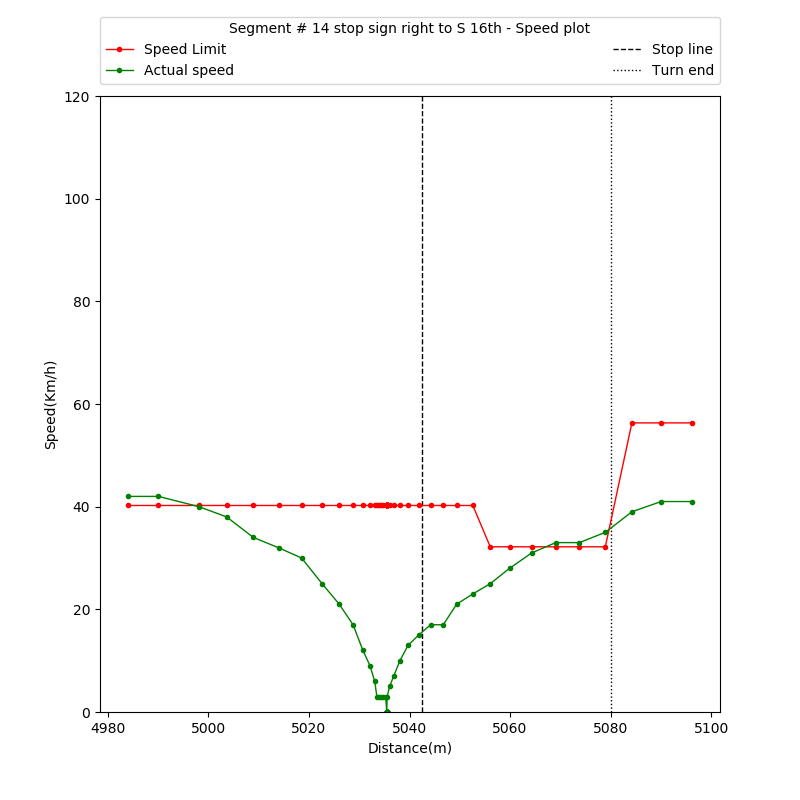 Segment # 14 stop sign right to S 16th - Speed plot
Speed Limit
Actual speed
Stop line
Turn end
120
100
80
60
40
20
0
Speed(Km/h)
4980 5000 5020 5040 5060 5080 5100
Distance(m)